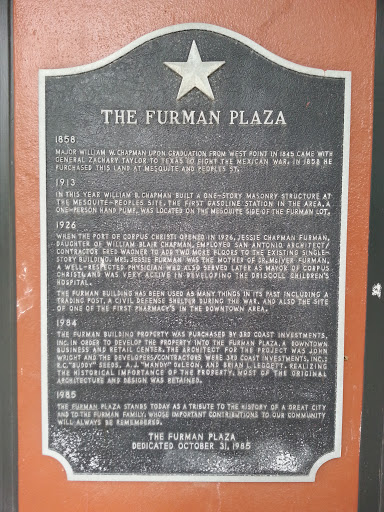 THE FURMAN PLAZA
1858
MAJOR WILLIAM W. CHAPMAN UPON GRADUATION FROM WEST POINT IN 1845 CAME WITH
GENERAL ZACHARY TAYLOR TO TEXAS TO FIGHT THE MEXICAN WAR. IN 1858 HE
PURCHASED THIS LAND AT MESQUITE AND PEOPLES ST.
1913
IN THIS YEAR WILLIAM B. CHAPMAN BUILT A ONE-STORY MASONRY STRUCTURE AT
THE MESQUITE-PEOPLES SITE. THE FIRST GASOLINE STATION IN THE AREA, A
ONE-PERSON HAND PUMP, WAS LOCATED ON THE MESQUITE SIDE OF THE FURMAN LOT.
1926
WHEN THE PORT OF CORPUS CHRISTI OPENED IN 1926, JESSIE CHAPMAN FURMAN,
DAUGHTER OF WILLIAM BLAIR CHAPMAN, EMPLOYED SAN ANTONIO ARCHITECT/
CONTRACTOR FRED WAGNER TO ADD TWO MORE FLOORS TO THE EXISTING SINGLE-
STORY BUILDING. MRS. JESSIE FURMAN WAS THE MOTHER OF DR. McIVER FURMAN,
A WELL-RESPECTED PHYSICIAN WHO ALSO SERVED LATER AS MAYOR OF CORPUS
CHRISTI AND WAS VERY ACTIVE IN DEVELOPING THE DRISCOLL CHILDREN'S
HOSPITAL.
THE FURMAN BUILDING HAS BEEN USED AS MANY THINGS IN ITS PAST INCLUDING A
TRADING POST, A CIVIL DEFENSE SHELTER DURING THE WAR, AND ALSO THE SITE
OF ONE OF THE FIRST PHARMACY'S IN THE DOWNTOWN AREA.
1984
THE FURMAN BUILDING PROPERTY WAS PURCHASED BY 3RD COAST INVESTMENTS,
INC. IN ORDER TO DEVELOP THE PROPERTY INTO THE FURMAN PLAZA, A DOWNTOWN
BUSINESS AND RETAIL CENTER. THE ARCHITECT FOR THE PROJECT WAS JOHN
WRIGHT AND THE DEVELOPERS/CONTRACTORS WERE 3RD COAST INVESTMENTS, INC.;
R.C. "BUDDY" SEEDS, A.J. "MANDY" DeLEON, AND BRIAN L. LEGGETT. REALIZING
THE HISTORICAL IMPORTANCE OF THE PROPERTY, MOST OF THE ORIGINAL
ARCHITECTURE AND DESIGN WAS RETAINED.
1985
THE FURMAN PLAZA STANDS TODAY AS A TRIBUTE TO THE HISTORY OF A GREAT CITY
AND TO THE FURMAN FAMILY, WHOSE IMPORTANT CONTRIBUTIONS TO OUR COMMUNITY
WILL ALWAYS BE REMEMBERED.
THE FURMAN PLAZA
DEDICATED OCTOBER 31, 1985